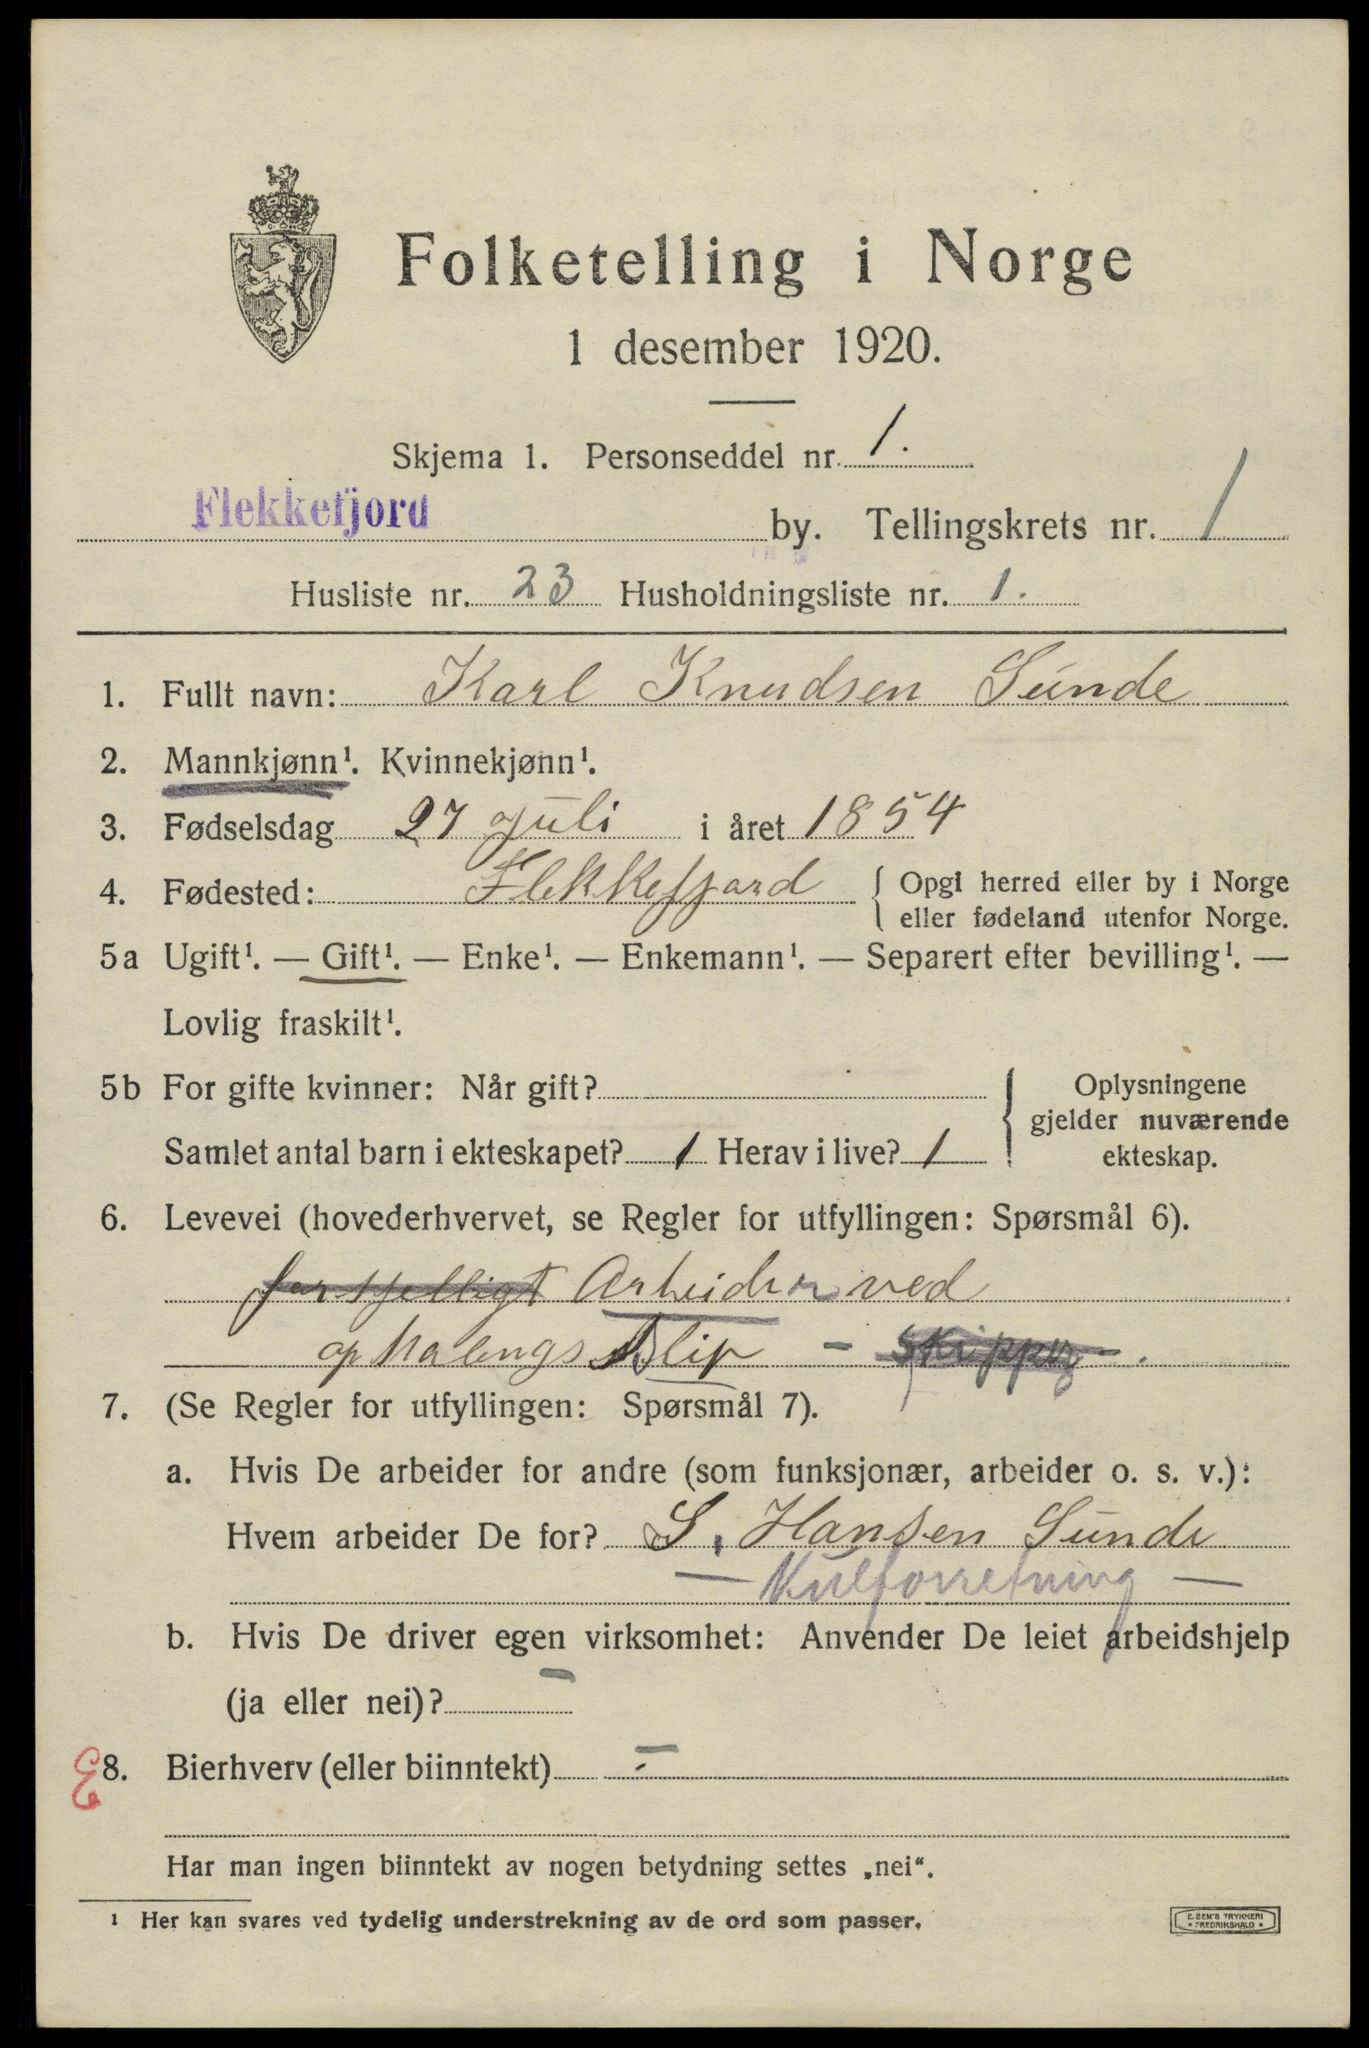 Folketelling i Norge
1 desember 1920.
Skjema 1. Personseddel nr. 1.
Flekkefjord by. Tellingskrets nr. 1
Husliste nr. 23 Husholdningsliste nr. 1.
1. Fullt navn: Karl Knudsen Sunde
2. Mannkjønn¹. Kvinnekjønn¹.
3. Fødselsdag 27 juli i året 1854
4. Fødested: Flekkefjord { Opgi herred eller by i Norge
eller fødeland utenfor Norge.
5a Ugift¹. — Gift¹. — Enke¹. — Enkemann¹. — Separert efter bevilling¹. —
Lovlig fraskilt¹.
5b For gifte kvinner: Når gift? { Oplysningene
gjelder nuværende
Samlet antal barn i ekteskapet? 1 Herav i live? 1 ekteskap.
6. Levevei (hovederhvervet, se Regler for utfyllingen: Spørsmål 6).
forskjelligt Arbeider ved
ophalings Slip - Skipper - .
7. (Se Regler for utfyllingen: Spørsmål 7).
a. Hvis De arbeider for andre (som funksjonær, arbeider o. s. v.):
Hvem arbeider De for? S. Hansen Sunde
— Kulforretning —
b. Hvis De driver egen virksomhet: Anvender De leiet arbeidshjelp
(ja eller nei)? —
8. Bierhverv (eller biinntekt) —
Har man ingen biinntekt av nogen betydning settes „nei“.
¹ Her kan svares ved tydelig understrekning av de ord som passer.
E. SEM'S TRYKKERI
* FREDRIKSHALD *